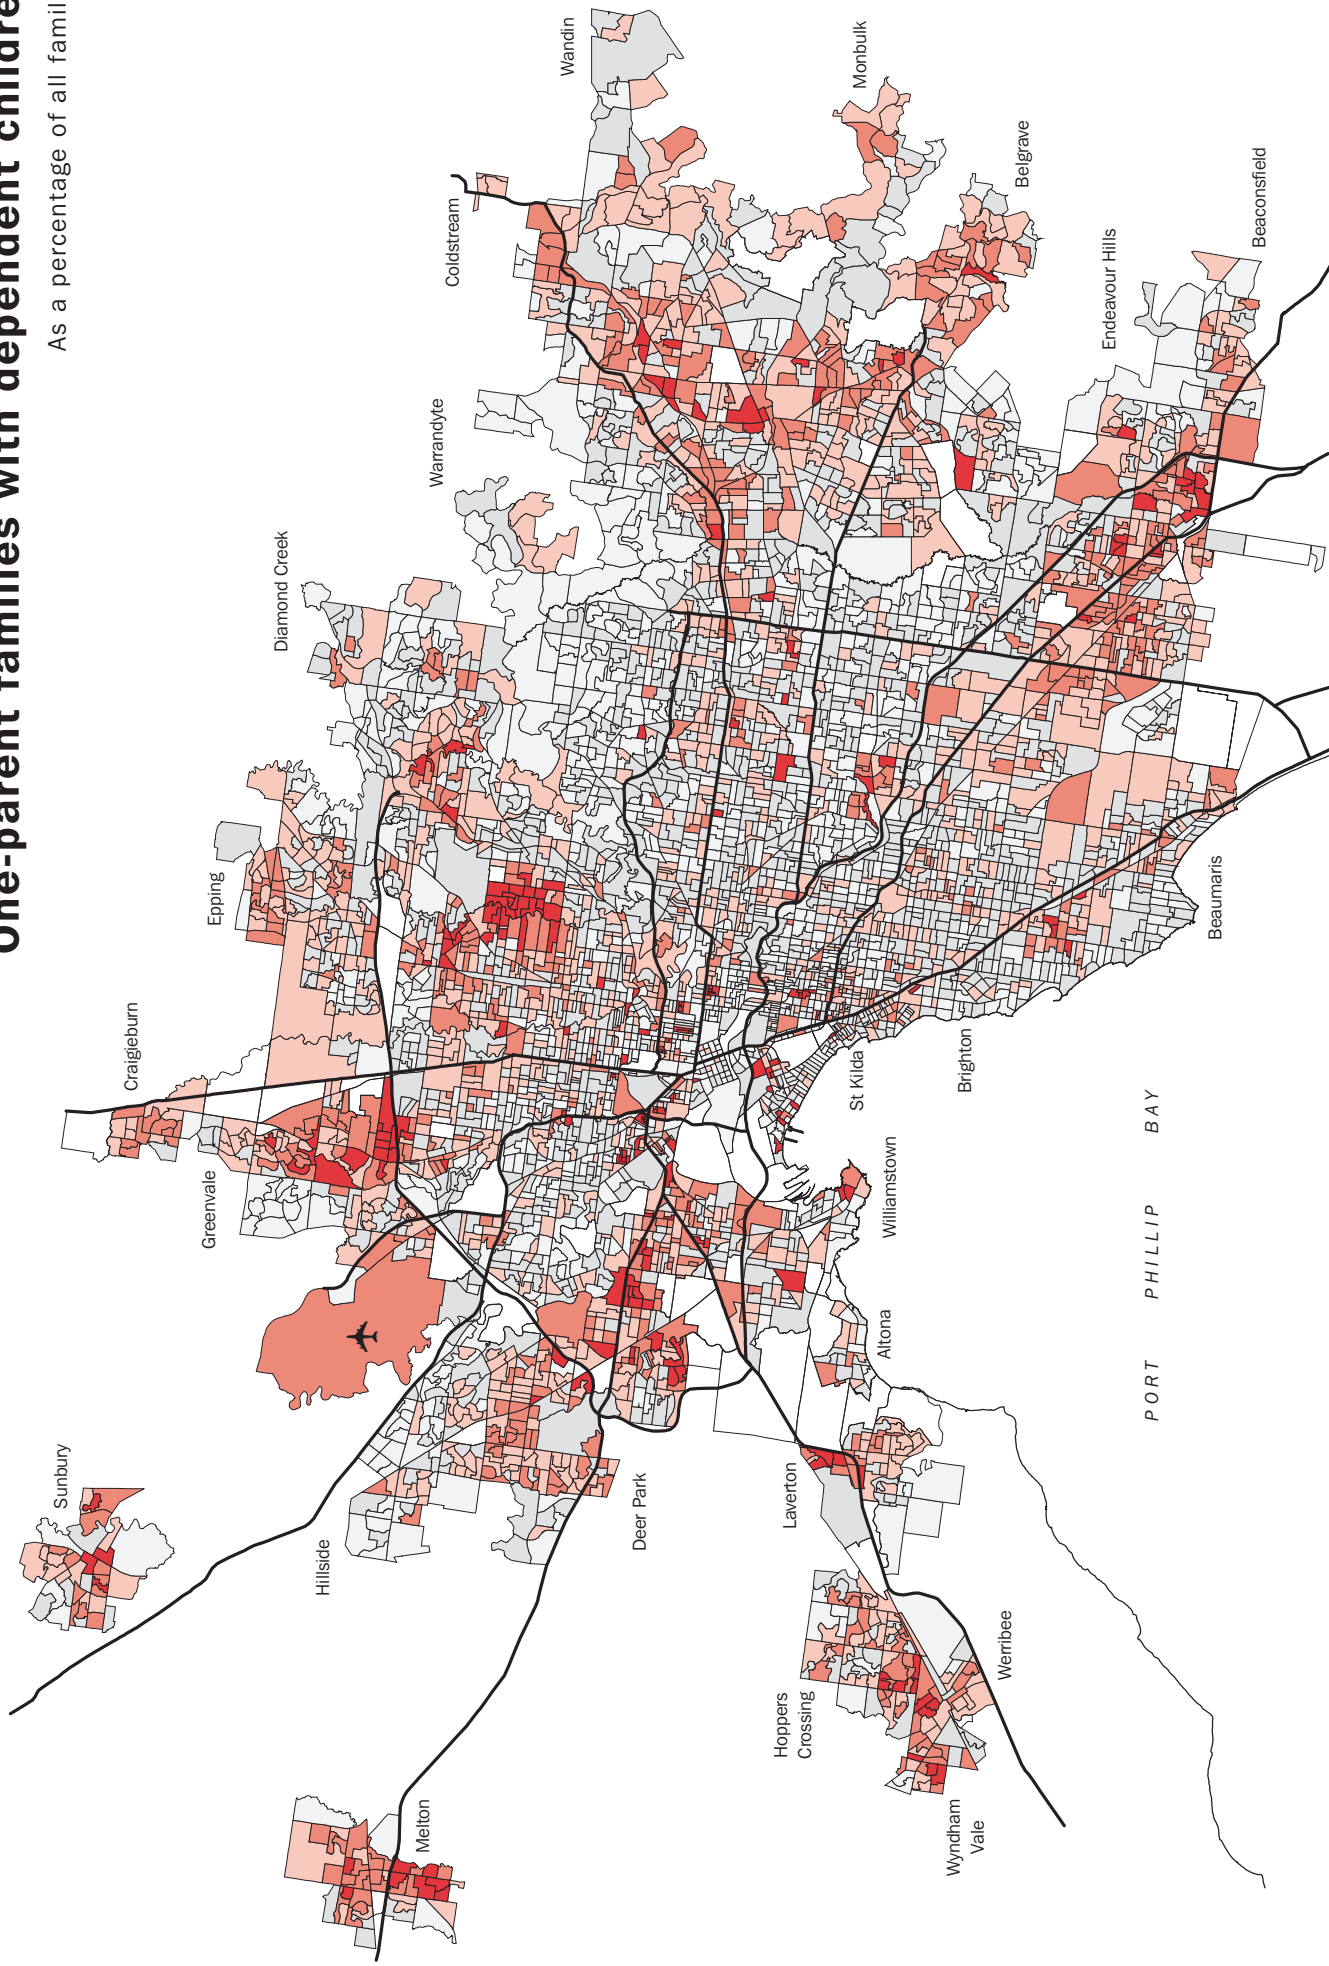 One-parent families with dependent childre
As a percentage of all famil
Sunbury
Craigieburn
Greenvale
Epping
Diamond Creek
Hillside
Melton
Warrandyte
Coldstream
Wandin
Deer Park
Hoppers
Crossing
Laverton
St Kilda
Monbulk
Altona
Williamstown
Wyndham
Vale
Brighton
Werribee
Belgrave
Endeavour Hills
PORT PHILLIP BAY
Beaumaris
Beaconsfield